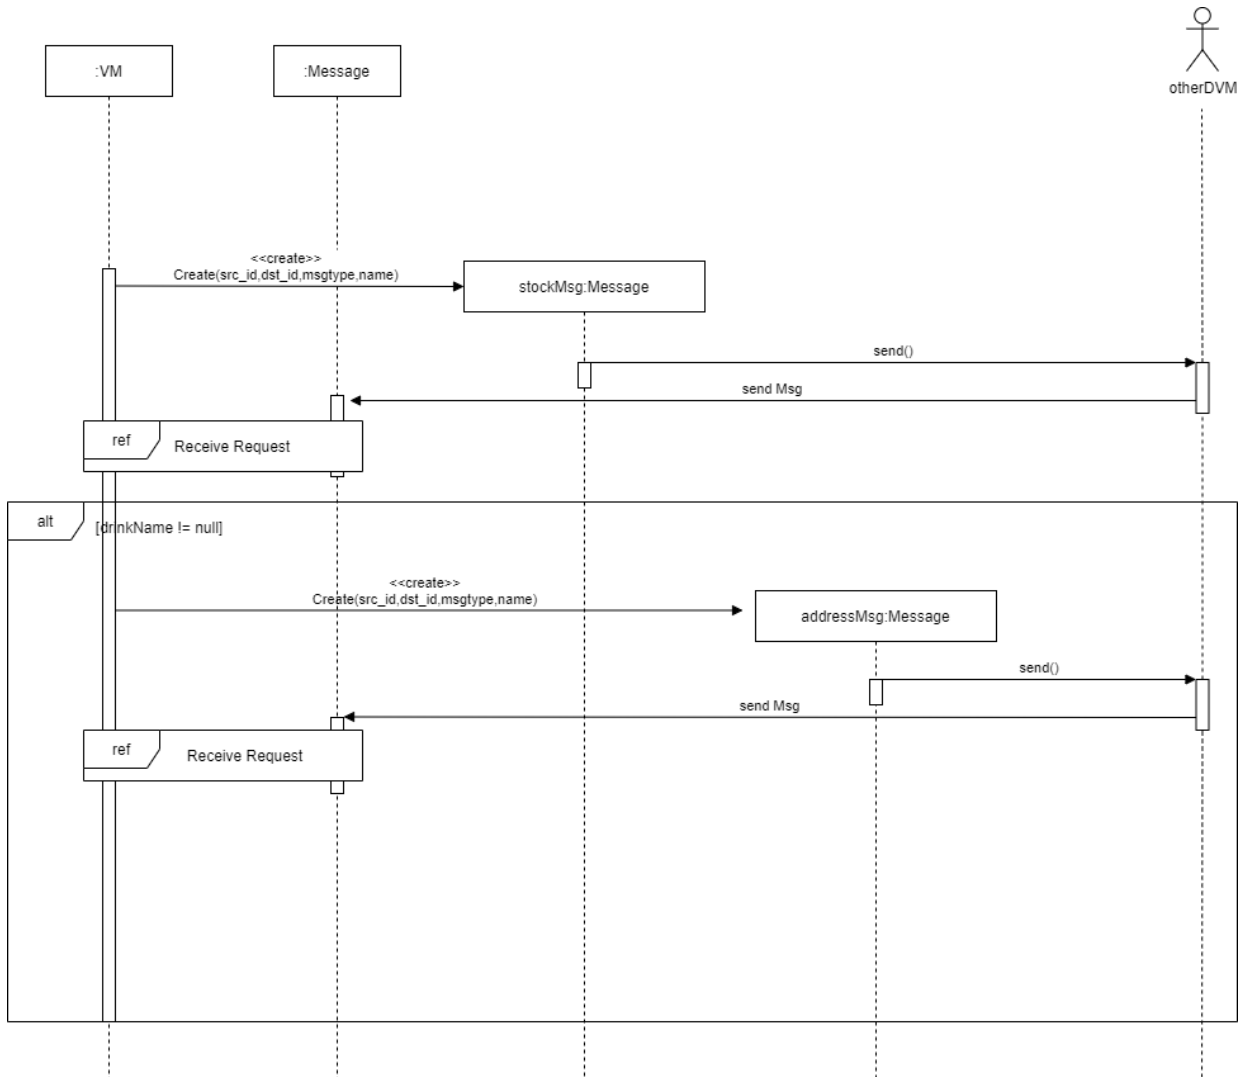 :VM
:Message
otherDVM
<<create>>
Create(src_id,dst_id,msgtype,name)
stockMsg:Message
send()
send Msg
ref
Receive Request
alt
[drinkName != null]
<<create>>
Create(src_id,dst_id,msgtype,name)
addressMsg:Message
send()
send Msg
ref
Receive Request